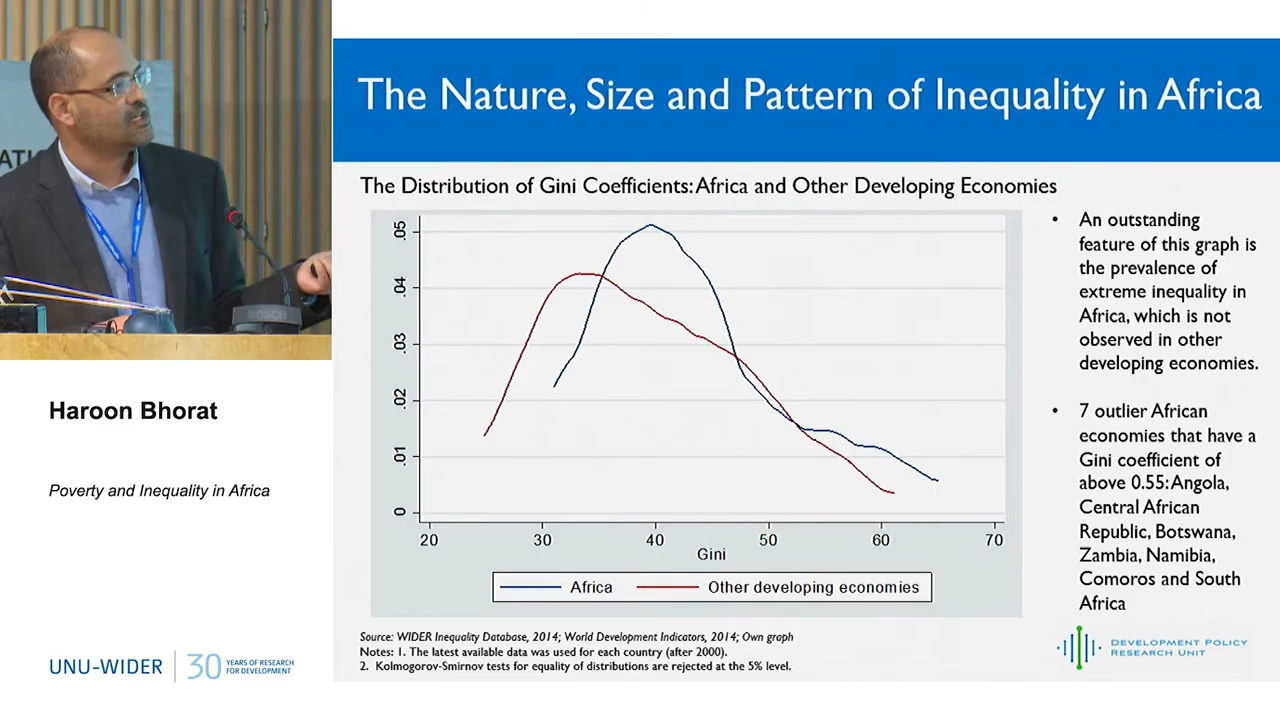 The Nature, Size and Pattern of Inequality in Africa
The Distribution of Gini Coefficients: Africa and Other Developing Economies
.05
.04
.03
.02
.01
0
20 30 40 50 60 70
Gini
Africa Other developing economies
Source: WIDER Inequality Database, 2014; World Development Indicators, 2014; Own graph
Notes: 1. The latest available data was used for each country (after 2000).
2. Kolmogorov-Smirnov tests for equality of distributions are rejected at the 5% level.
• An outstanding
feature of this graph is
the prevalence of
extreme inequality in
Africa, which is not
observed in other
developing economies.
• 7 outlier African
economies that have a
Gini coefficient of
above 0.55: Angola,
Central African
Republic, Botswana,
Zambia, Namibia,
Comoros and South
Africa
DEVELOPMENT POLICY
RESEARCH UNIT
ATIO
BOSCH
Haroon Bhorat
Poverty and Inequality in Africa
UNU-WIDER
30 YEARS OF RESEARCH
FOR DEVELOPMENT